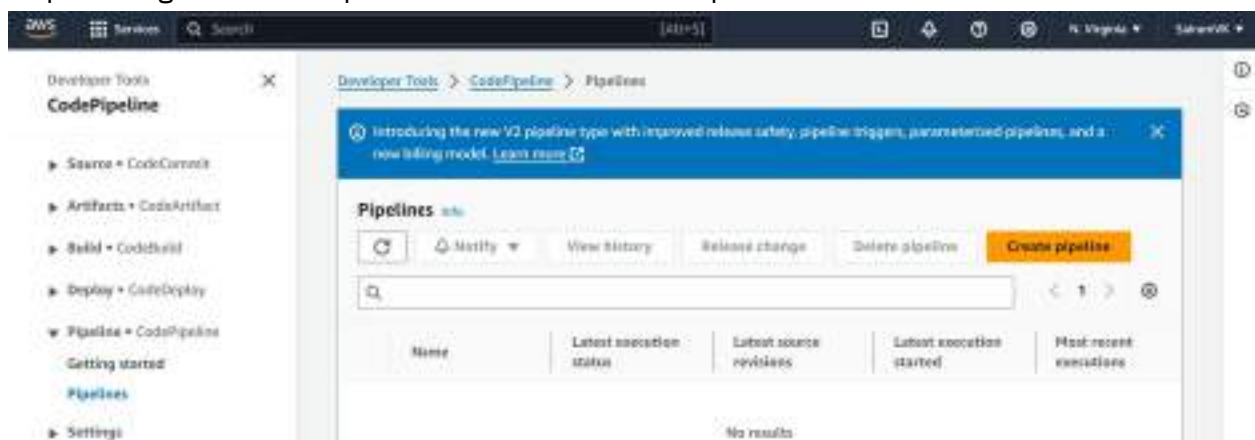 aws Services Search [Alt+S] N. Virginia
Developer Tools
CodePipeline
Source • CodeCommit
Artifacts • CodeArtifact
Build • CodeBuild
Deploy • CodeDeploy
Pipeline • CodePipeline
Getting started
Pipelines
Settings
Developer Tools > CodePipeline > Pipelines
Introducing the new V2 pipeline type with improved release safety, pipeline triggers, parameterized pipelines, and a
new billing model. Learn more
Pipelines Info
Notify View history Release change Delete pipeline Create pipeline
1
Name Latest execution status Latest source revisions Latest execution started Most recent executions
No results